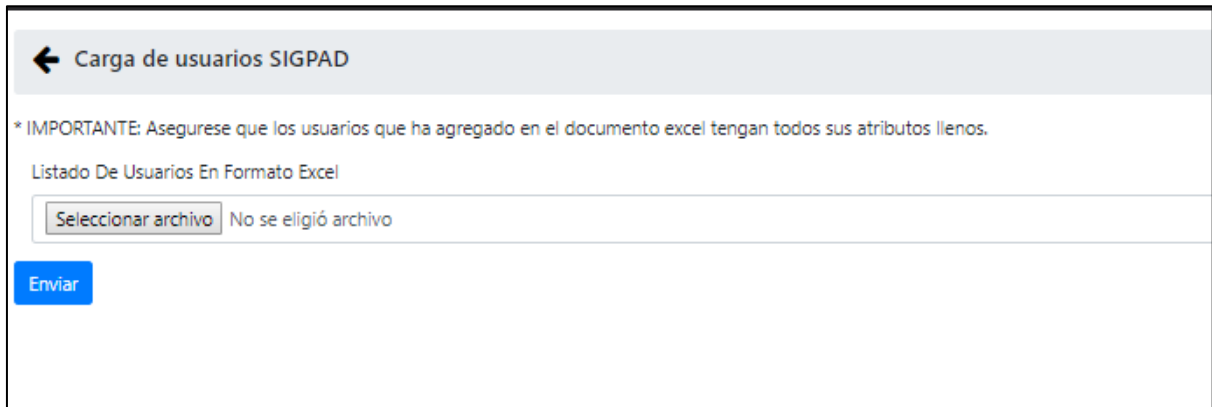 Carga de usuarios SIGPAD
* IMPORTANTE: Asegurese que los usuarios que ha agregado en el documento excel tengan todos sus atributos llenos.
Listado De Usuarios En Formato Excel
Seleccionar archivo No se eligió archivo
Enviar